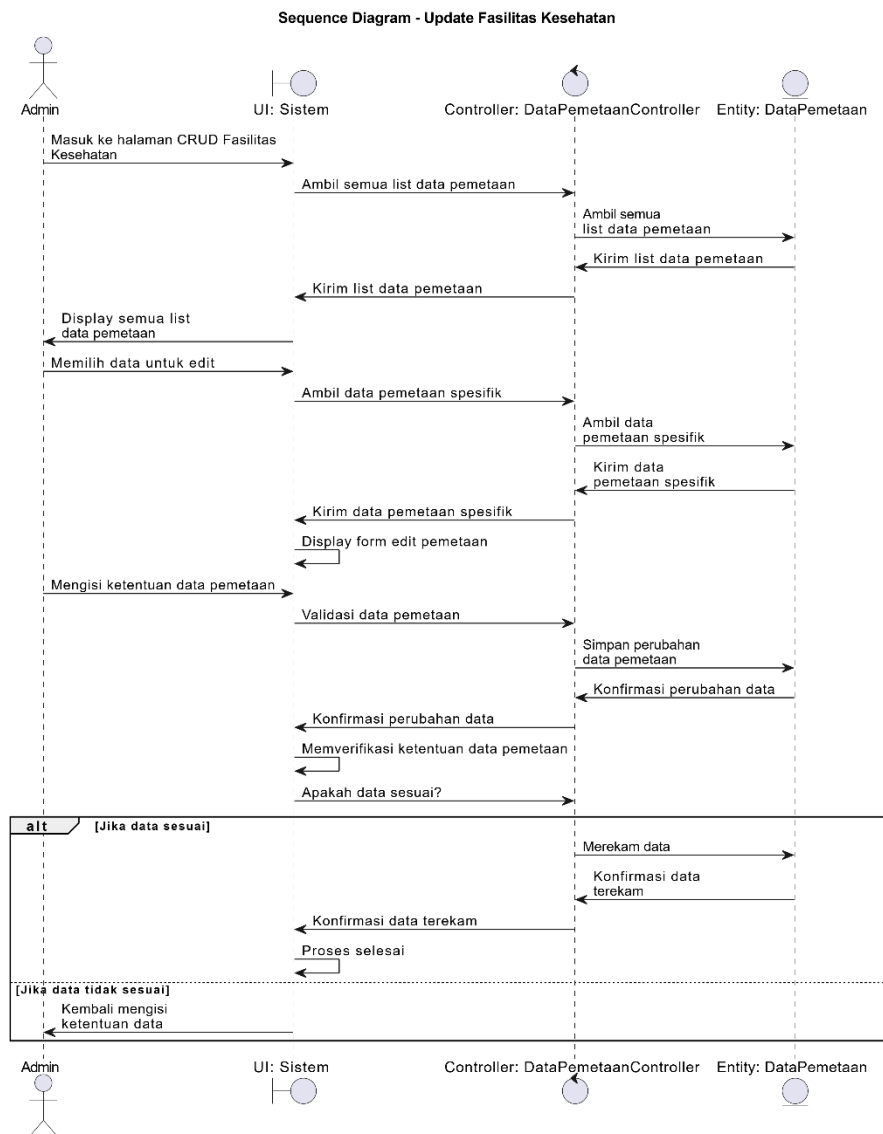 Sequence Diagram - Update Fasilitas Kesehatan
Admin
UI: Sistem
Controller: DataPemetaanController
Entity: DataPemetaan
Masuk ke halaman CRUD Fasilitas
Kesehatan
Ambil semua list data pemetaan
Ambil semua
list data pemetaan
Kirim list data pemetaan
Kirim list data pemetaan
Display semua list
data pemetaan
Memilih data untuk edit
Ambil data pemetaan spesifik
Ambil data
pemetaan spesifik
Kirim data
pemetaan spesifik
Kirim data pemetaan spesifik
Display form edit pemetaan
Mengisi ketentuan data pemetaan
Validasi data pemetaan
Simpan perubahan
data pemetaan
Konfirmasi perubahan data
Konfirmasi perubahan data
Memverifikasi ketentuan data pemetaan
Apakah data sesuai?
alt
[Jika data sesuai]
Merekam data
Konfirmasi data
terekam
Konfirmasi data terekam
Proses selesai
[Jika data tidak sesuai]
Kembali mengisi
ketentuan data
Admin
UI: Sistem
Controller: DataPemetaanController
Entity: DataPemetaan